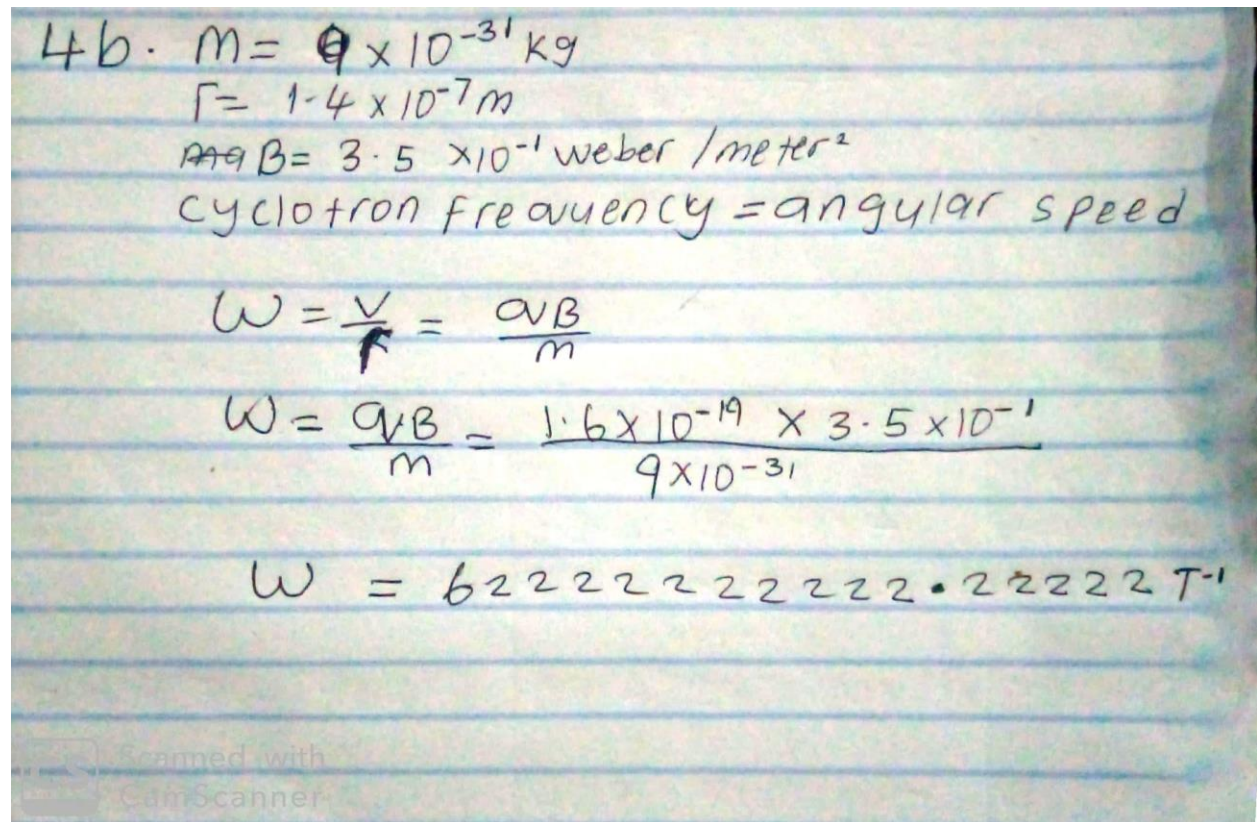 4b. m = 9 x 10-31 kg
r = 1.4 x 10-7 m
B = 3.5 x10-1 weber / meter²
cyclotron frequency = angular speed
W = V/r = qB/m
W = qB/m = 1.6 x 10-19 x 3.5 x 10-1 / 9 x 10-31
W = 62222222222.22222 T-1
Scanned with
CamScanner